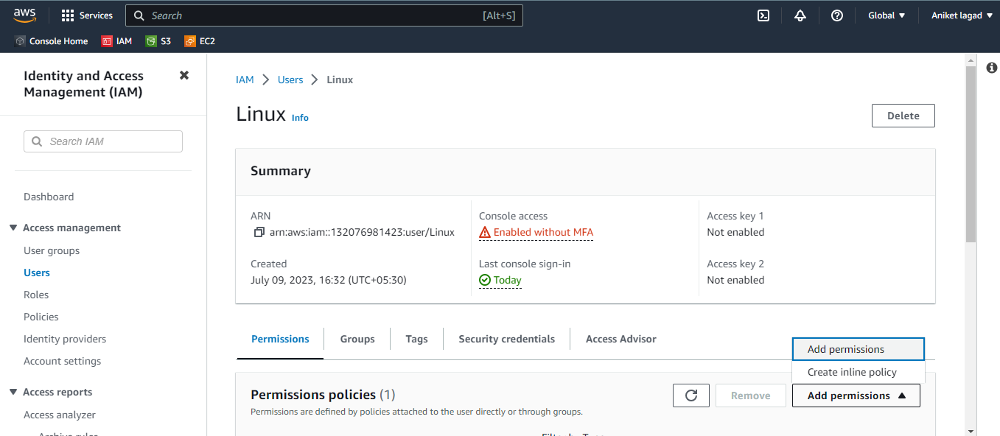 aws Services Search [Alt+S] Global Aniket lagad
Console Home IAM S3 EC2
Identity and Access
Management (IAM)
Search IAM
Dashboard
Access management
User groups
Users
Roles
Policies
Identity providers
Account settings
Access reports
Access analyzer
Archive rules
IAM > Users > Linux
Linux Info
Delete
Summary
ARN
arn:aws:iam::132076981423:user/Linux
Created
July 09, 2023, 16:32 (UTC+05:30)
Console access
Enabled without MFA
Last console sign-in
Today
Access key 1
Not enabled
Access key 2
Not enabled
Permissions Groups Tags Security credentials Access Advisor
Add permissions
Create inline policy
Permissions policies (1)
Permissions are defined by policies attached to the user directly or through groups.
Remove
Add permissions
Filter by Type